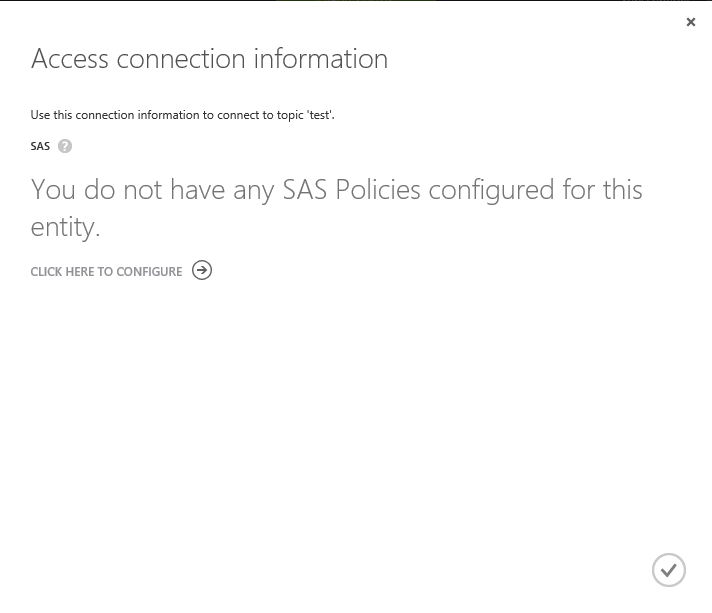 Access connection information
Use this connection information to connect to topic 'test'.
SAS ?
You do not have any SAS Policies configured for this
entity.
CLICK HERE TO CONFIGURE